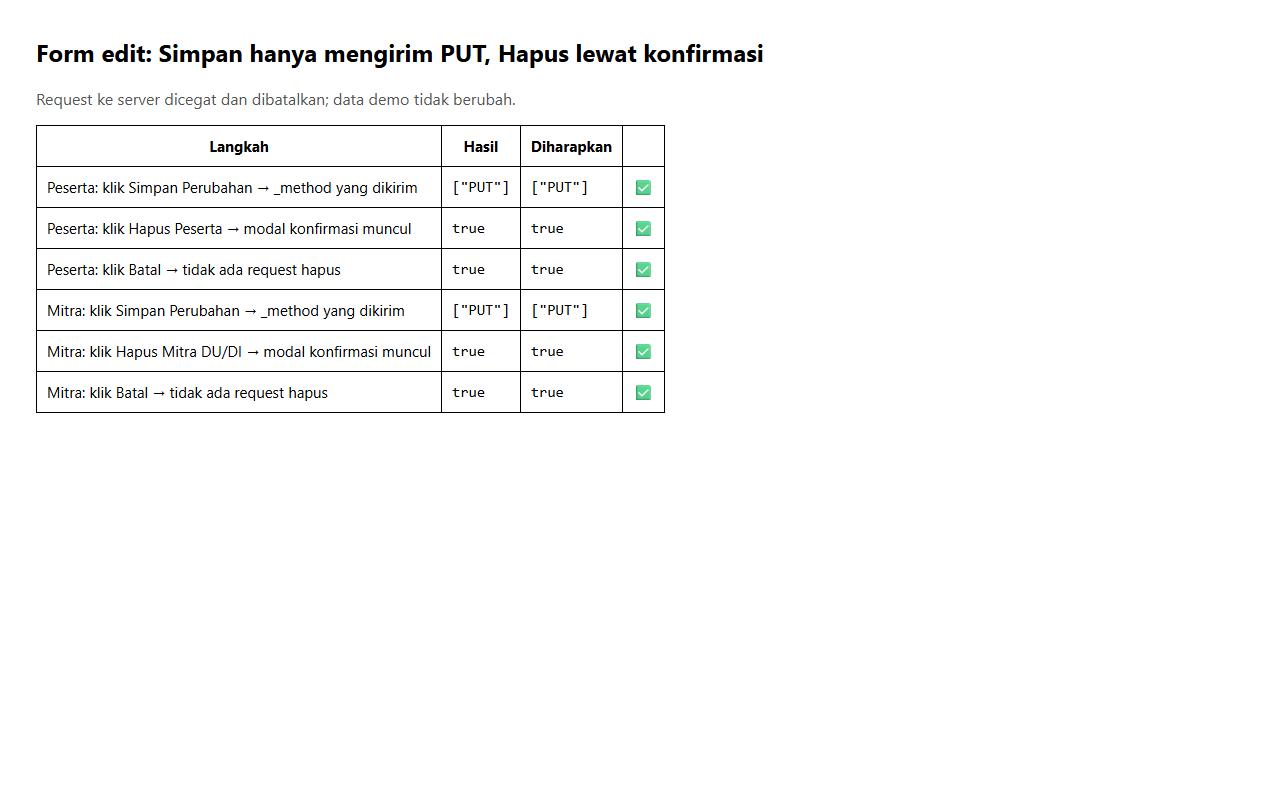 Form edit: Simpan hanya mengirim PUT, Hapus lewat konfirmasi
Request ke server dicegat dan dibatalkan; data demo tidak berubah.
Langkah Hasil Diharapkan
Peserta: klik Simpan Perubahan → _method yang dikirim ["PUT"] ["PUT"] ✅
Peserta: klik Hapus Peserta → modal konfirmasi muncul true true ✅
Peserta: klik Batal → tidak ada request hapus true true ✅
Mitra: klik Simpan Perubahan → _method yang dikirim ["PUT"] ["PUT"] ✅
Mitra: klik Hapus Mitra DU/DI → modal konfirmasi muncul true true ✅
Mitra: klik Batal → tidak ada request hapus true true ✅